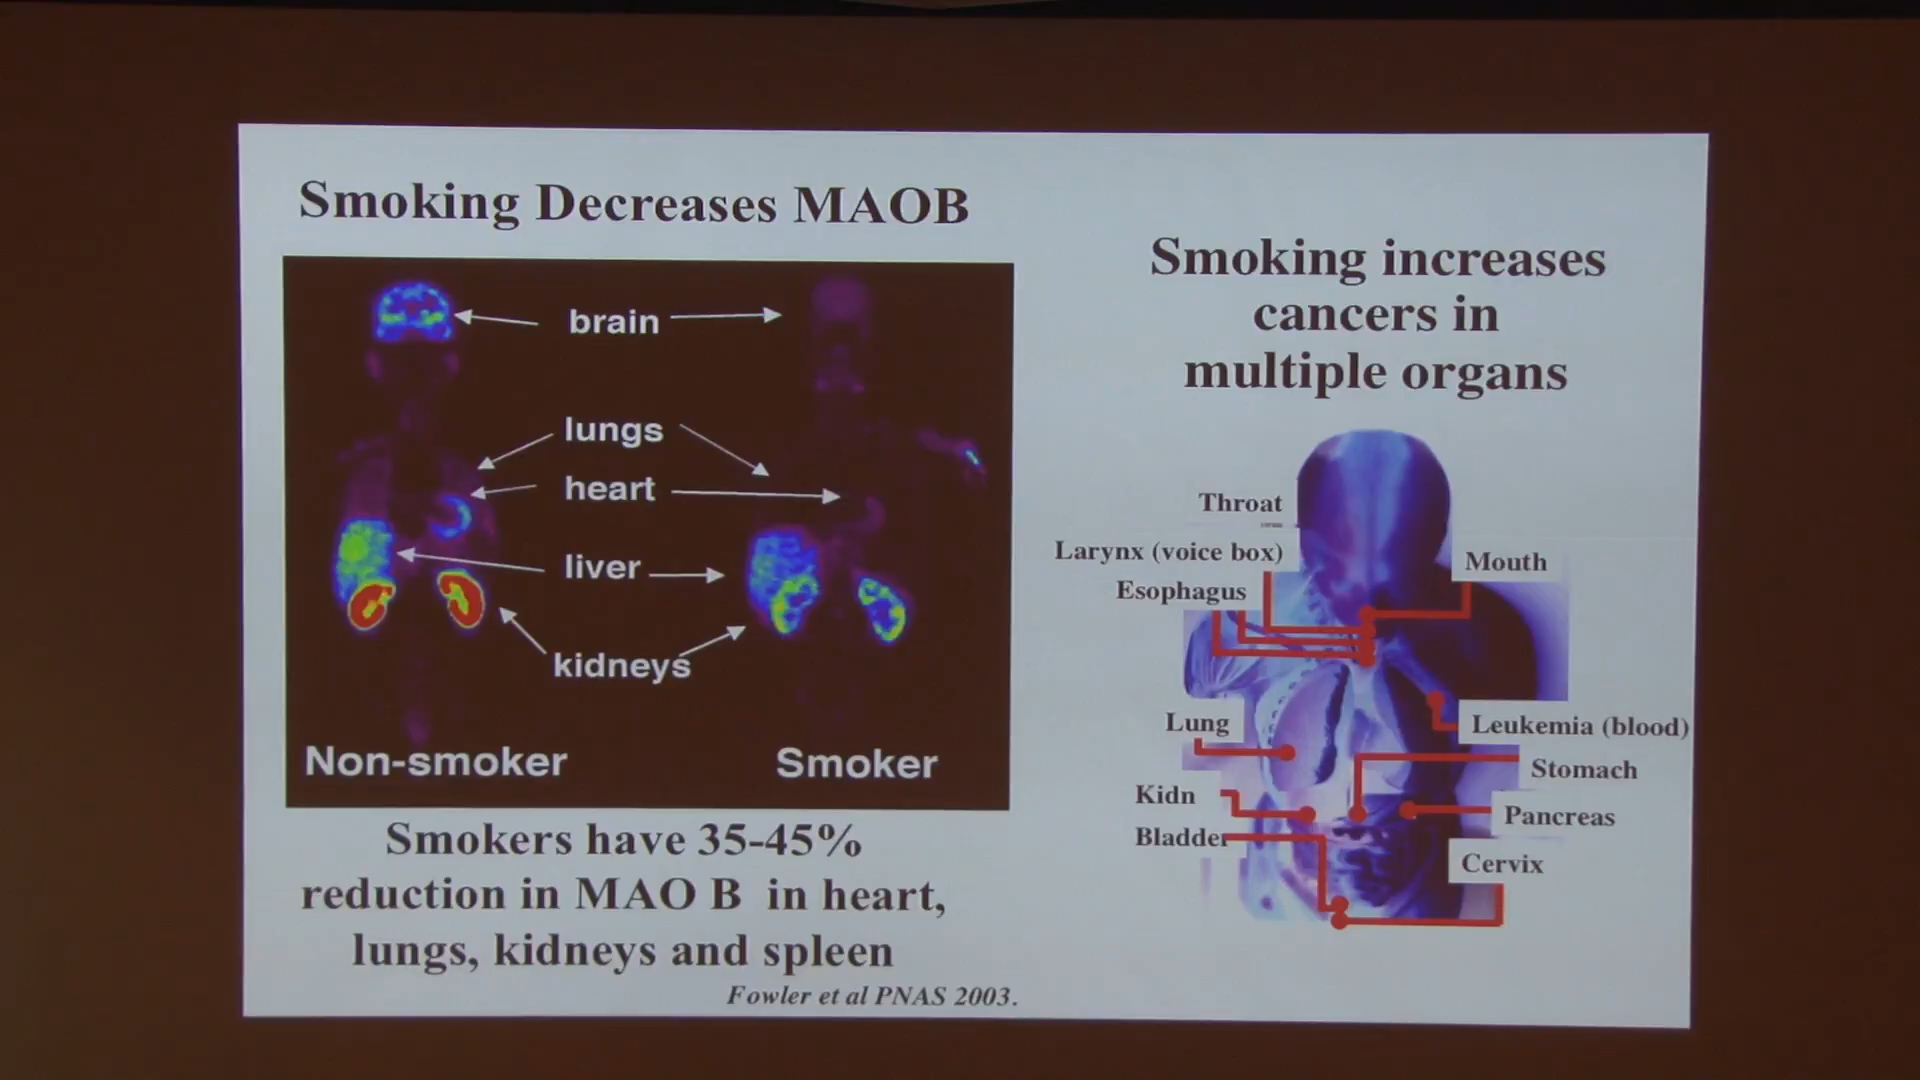 Smoking Decreases MAOB
brain
lungs
heart
liver
kidneys
Non-smoker
Smoker
Smokers have 35-45%
reduction in MAO B in heart,
lungs, kidneys and spleen
Fowler et al PNAS 2003.
Smoking increases
cancers in
multiple organs
Throat
Larynx (voice box)
Mouth
Esophagus
Lung
Leukemia (blood)
Stomach
Kidn
Pancreas
Bladder
Cervix